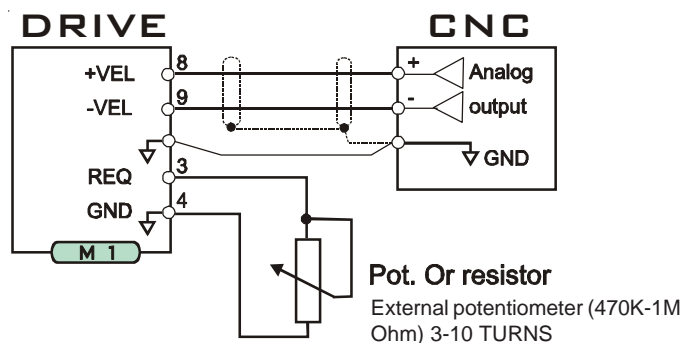 DRIVE
CNC
+VEL
8
+
Analog
-VEL
9
-
output
GND
REQ
3
GND
4
M 1
Pot. Or resistor
External potentiometer (470K-1M
Ohm) 3-10 TURNS